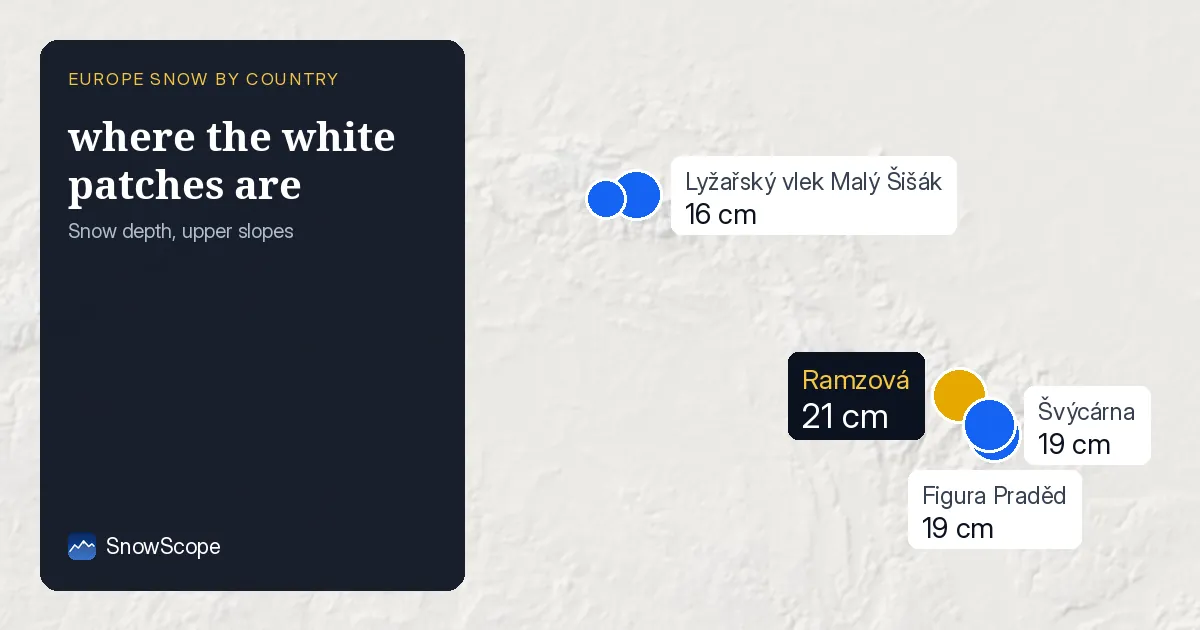 EUROPE SNOW BY COUNTRY
where the white
patches are
Snow depth, upper slopes
SnowScope
Lyžařský vlek Malý Šišák
16 cm
Ramzová
21 cm
Švýcárna
19 cm
Figura Praděd
19 cm